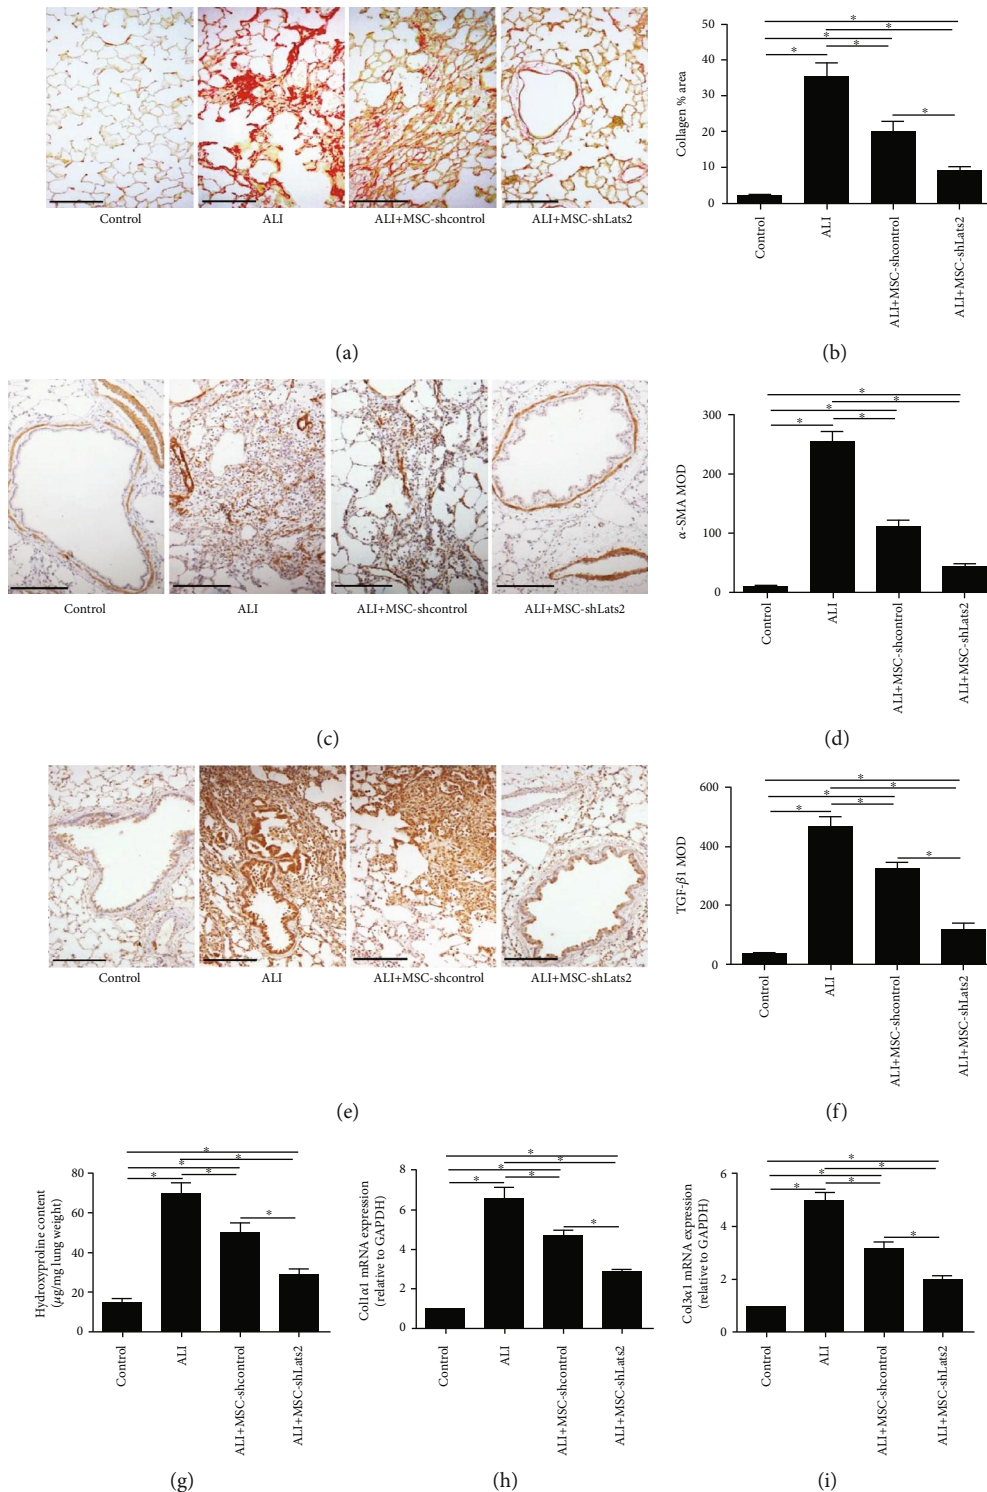 Control
ALI
ALI+MSC-shcontrol
ALI+MSC-shLats2
(a)
Collagen % area
50
40
30
20
10
0
* * * * * *
Control
ALI
ALI+MSC-shcontrol
ALI+MSC-shLats2
(b)
Control
ALI
ALI+MSC-shcontrol
ALI+MSC-shLats2
(c)
α-SMA MOD
300
200
100
0
* * * * *
Control
ALI
ALI+MSC-shcontrol
ALI+MSC-shLats2
(d)
Control
ALI
ALI+MSC-shcontrol
ALI+MSC-shLats2
(e)
TGF-β1 MOD
600
400
200
0
* * * * * *
Control
ALI
ALI+MSC-shcontrol
ALI+MSC-shLats2
(f)
Hydroxyproline content
(μg/mg lung weight)
80
60
40
20
0
* * * * * *
Control
ALI
ALI+MSC-shcontrol
ALI+MSC-shLats2
(g)
Col1α1 mRNA expression
(relative to GAPDH)
8
6
4
2
0
* * * * * *
Control
ALI
ALI+MSC-shcontrol
ALI+MSC-shLats2
(h)
Col3α1 mRNA expression
(relative to GAPDH)
6
4
2
0
* * * * * *
Control
ALI
ALI+MSC-shcontrol
ALI+MSC-shLats2
(i)